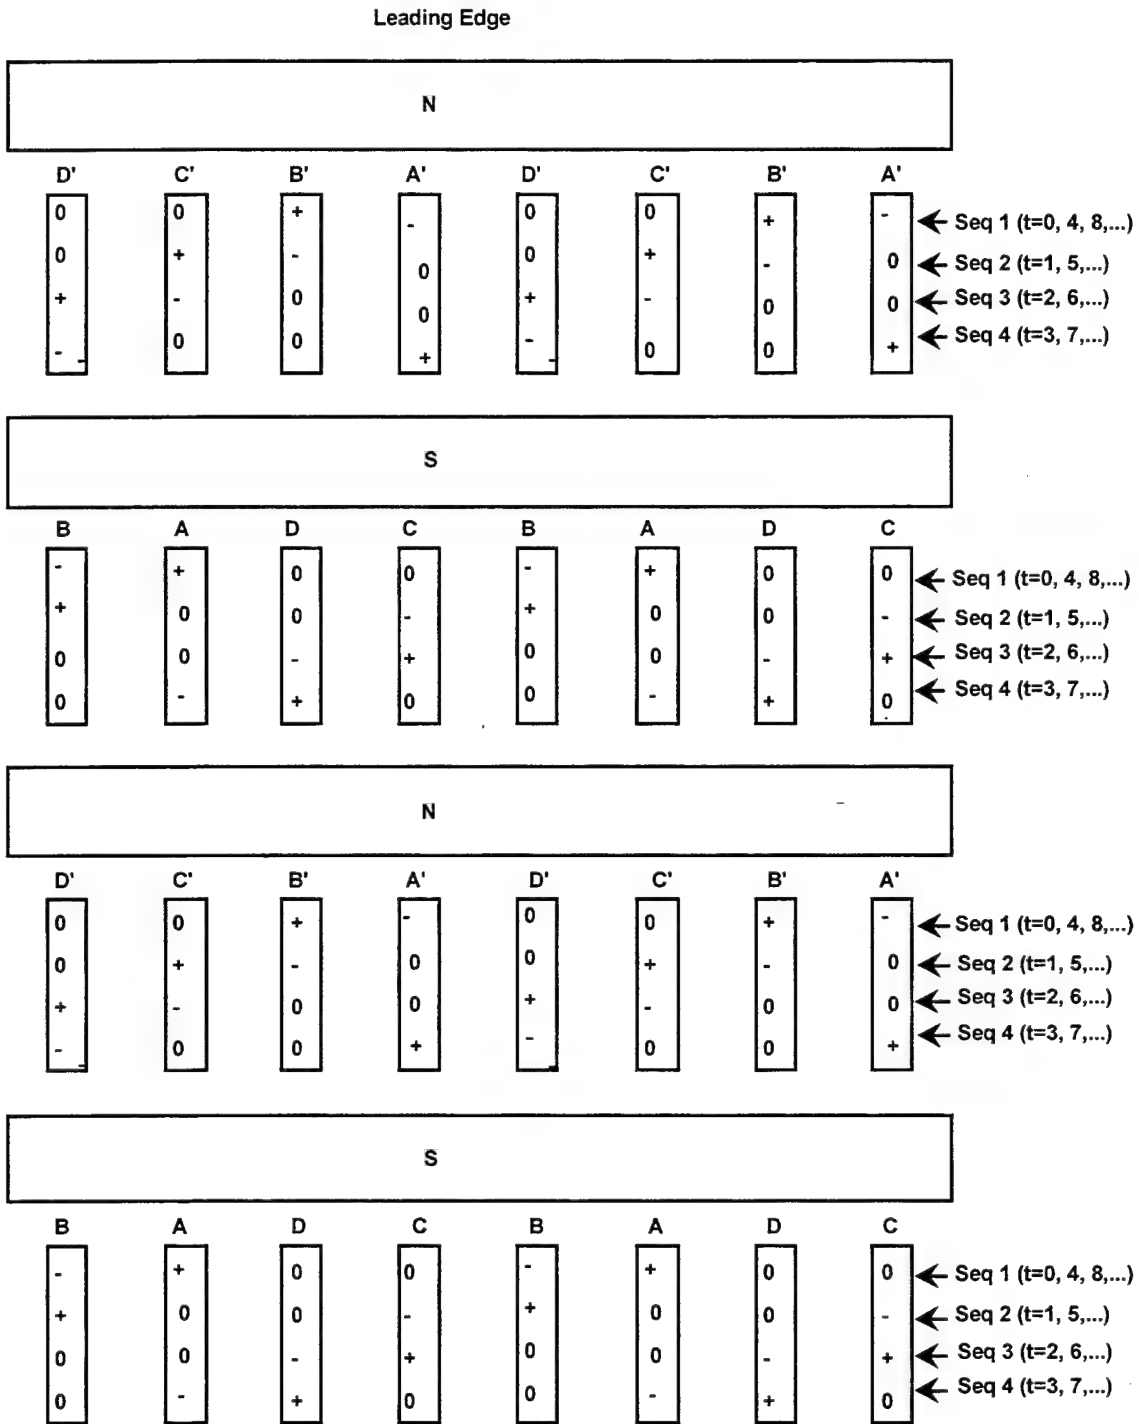 Leading Edge
N
D' C' B' A' D' C' B' A'
0 0 + - 0 0 + - Seq 1 (t=0, 4, 8,...)
0 + - 0 0 + - 0 Seq 2 (t=1, 5,...)
+ - 0 0 + - 0 0 Seq 3 (t=2, 6,...)
- 0 0 + - 0 0 + Seq 4 (t=3, 7,...)
S
B A D C B A D C
- + 0 0 - + 0 0 Seq 1 (t=0, 4, 8,...)
+ 0 0 - + 0 0 - Seq 2 (t=1, 5,...)
0 0 - + 0 0 - + Seq 3 (t=2, 6,...)
0 - + 0 0 - + 0 Seq 4 (t=3, 7,...)
N
D' C' B' A' D' C' B' A'
0 0 + - 0 0 + - Seq 1 (t=0, 4, 8,...)
0 + - 0 0 + - 0 Seq 2 (t=1, 5,...)
+ - 0 0 + - 0 0 Seq 3 (t=2, 6,...)
- 0 0 + - 0 0 + Seq 4 (t=3, 7,...)
S
B A D C B A D C
- + 0 0 - + 0 0 Seq 1 (t=0, 4, 8,...)
+ 0 0 - + 0 0 - Seq 2 (t=1, 5,...)
0 0 - + 0 0 - + Seq 3 (t=2, 6,...)
0 - + 0 0 - + 0 Seq 4 (t=3, 7,...)